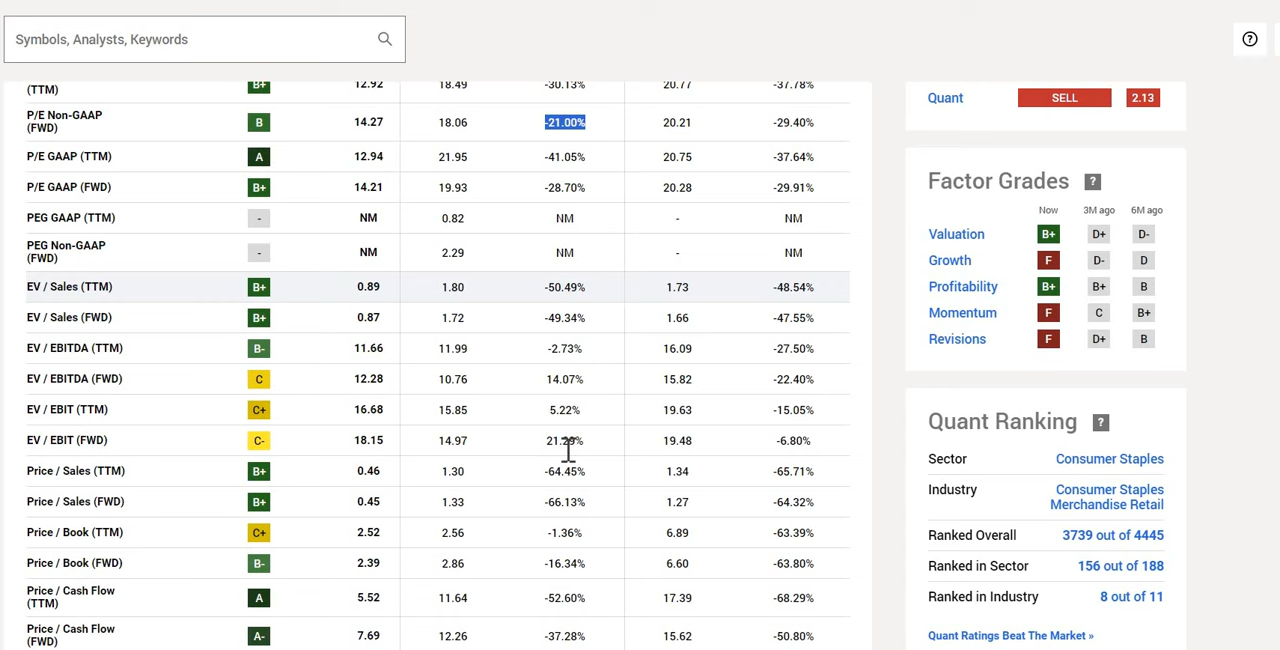 Symbols, Analysts, Keywords
(TTM) B+ 12.92 18.49 -30.13% 20.77 -37.78%
P/E Non-GAAP
(FWD) B 14.27 18.06 -21.00% 20.21 -29.40%
P/E GAAP (TTM) A 12.94 21.95 -41.05% 20.75 -37.64%
P/E GAAP (FWD) B+ 14.21 19.93 -28.70% 20.28 -29.91%
PEG GAAP (TTM) - NM 0.82 NM - NM
PEG Non-GAAP
(FWD) - NM 2.29 NM - NM
EV / Sales (TTM) B+ 0.89 1.80 -50.49% 1.73 -48.54%
EV / Sales (FWD) B+ 0.87 1.72 -49.34% 1.66 -47.55%
EV / EBITDA (TTM) B- 11.66 11.99 -2.73% 16.09 -27.50%
EV / EBITDA (FWD) C 12.28 10.76 14.07% 15.82 -22.40%
EV / EBIT (TTM) C+ 16.68 15.85 5.22% 19.63 -15.05%
EV / EBIT (FWD) C- 18.15 14.97 21.29% 19.48 -6.80%
Price / Sales (TTM) B+ 0.46 1.30 -64.45% 1.34 -65.71%
Price / Sales (FWD) B+ 0.45 1.33 -66.13% 1.27 -64.32%
Price / Book (TTM) C+ 2.52 2.56 -1.36% 6.89 -63.39%
Price / Book (FWD) B- 2.39 2.86 -16.34% 6.60 -63.80%
Price / Cash Flow
(TTM) A 5.52 11.64 -52.60% 17.39 -68.29%
Price / Cash Flow
(FWD) A- 7.69 12.26 -37.28% 15.62 -50.80%
Quant SELL 2.13
Factor Grades ?
Now 3M ago 6M ago
Valuation B+ D+ D-
Growth F D- D
Profitability B+ B+ B
Momentum F C B+
Revisions F D+ B
Quant Ranking ?
Sector Consumer Staples
Industry Consumer Staples
Merchandise Retail
Ranked Overall 3739 out of 4445
Ranked in Sector 156 out of 188
Ranked in Industry 8 out of 11
Quant Ratings Beat The Market »